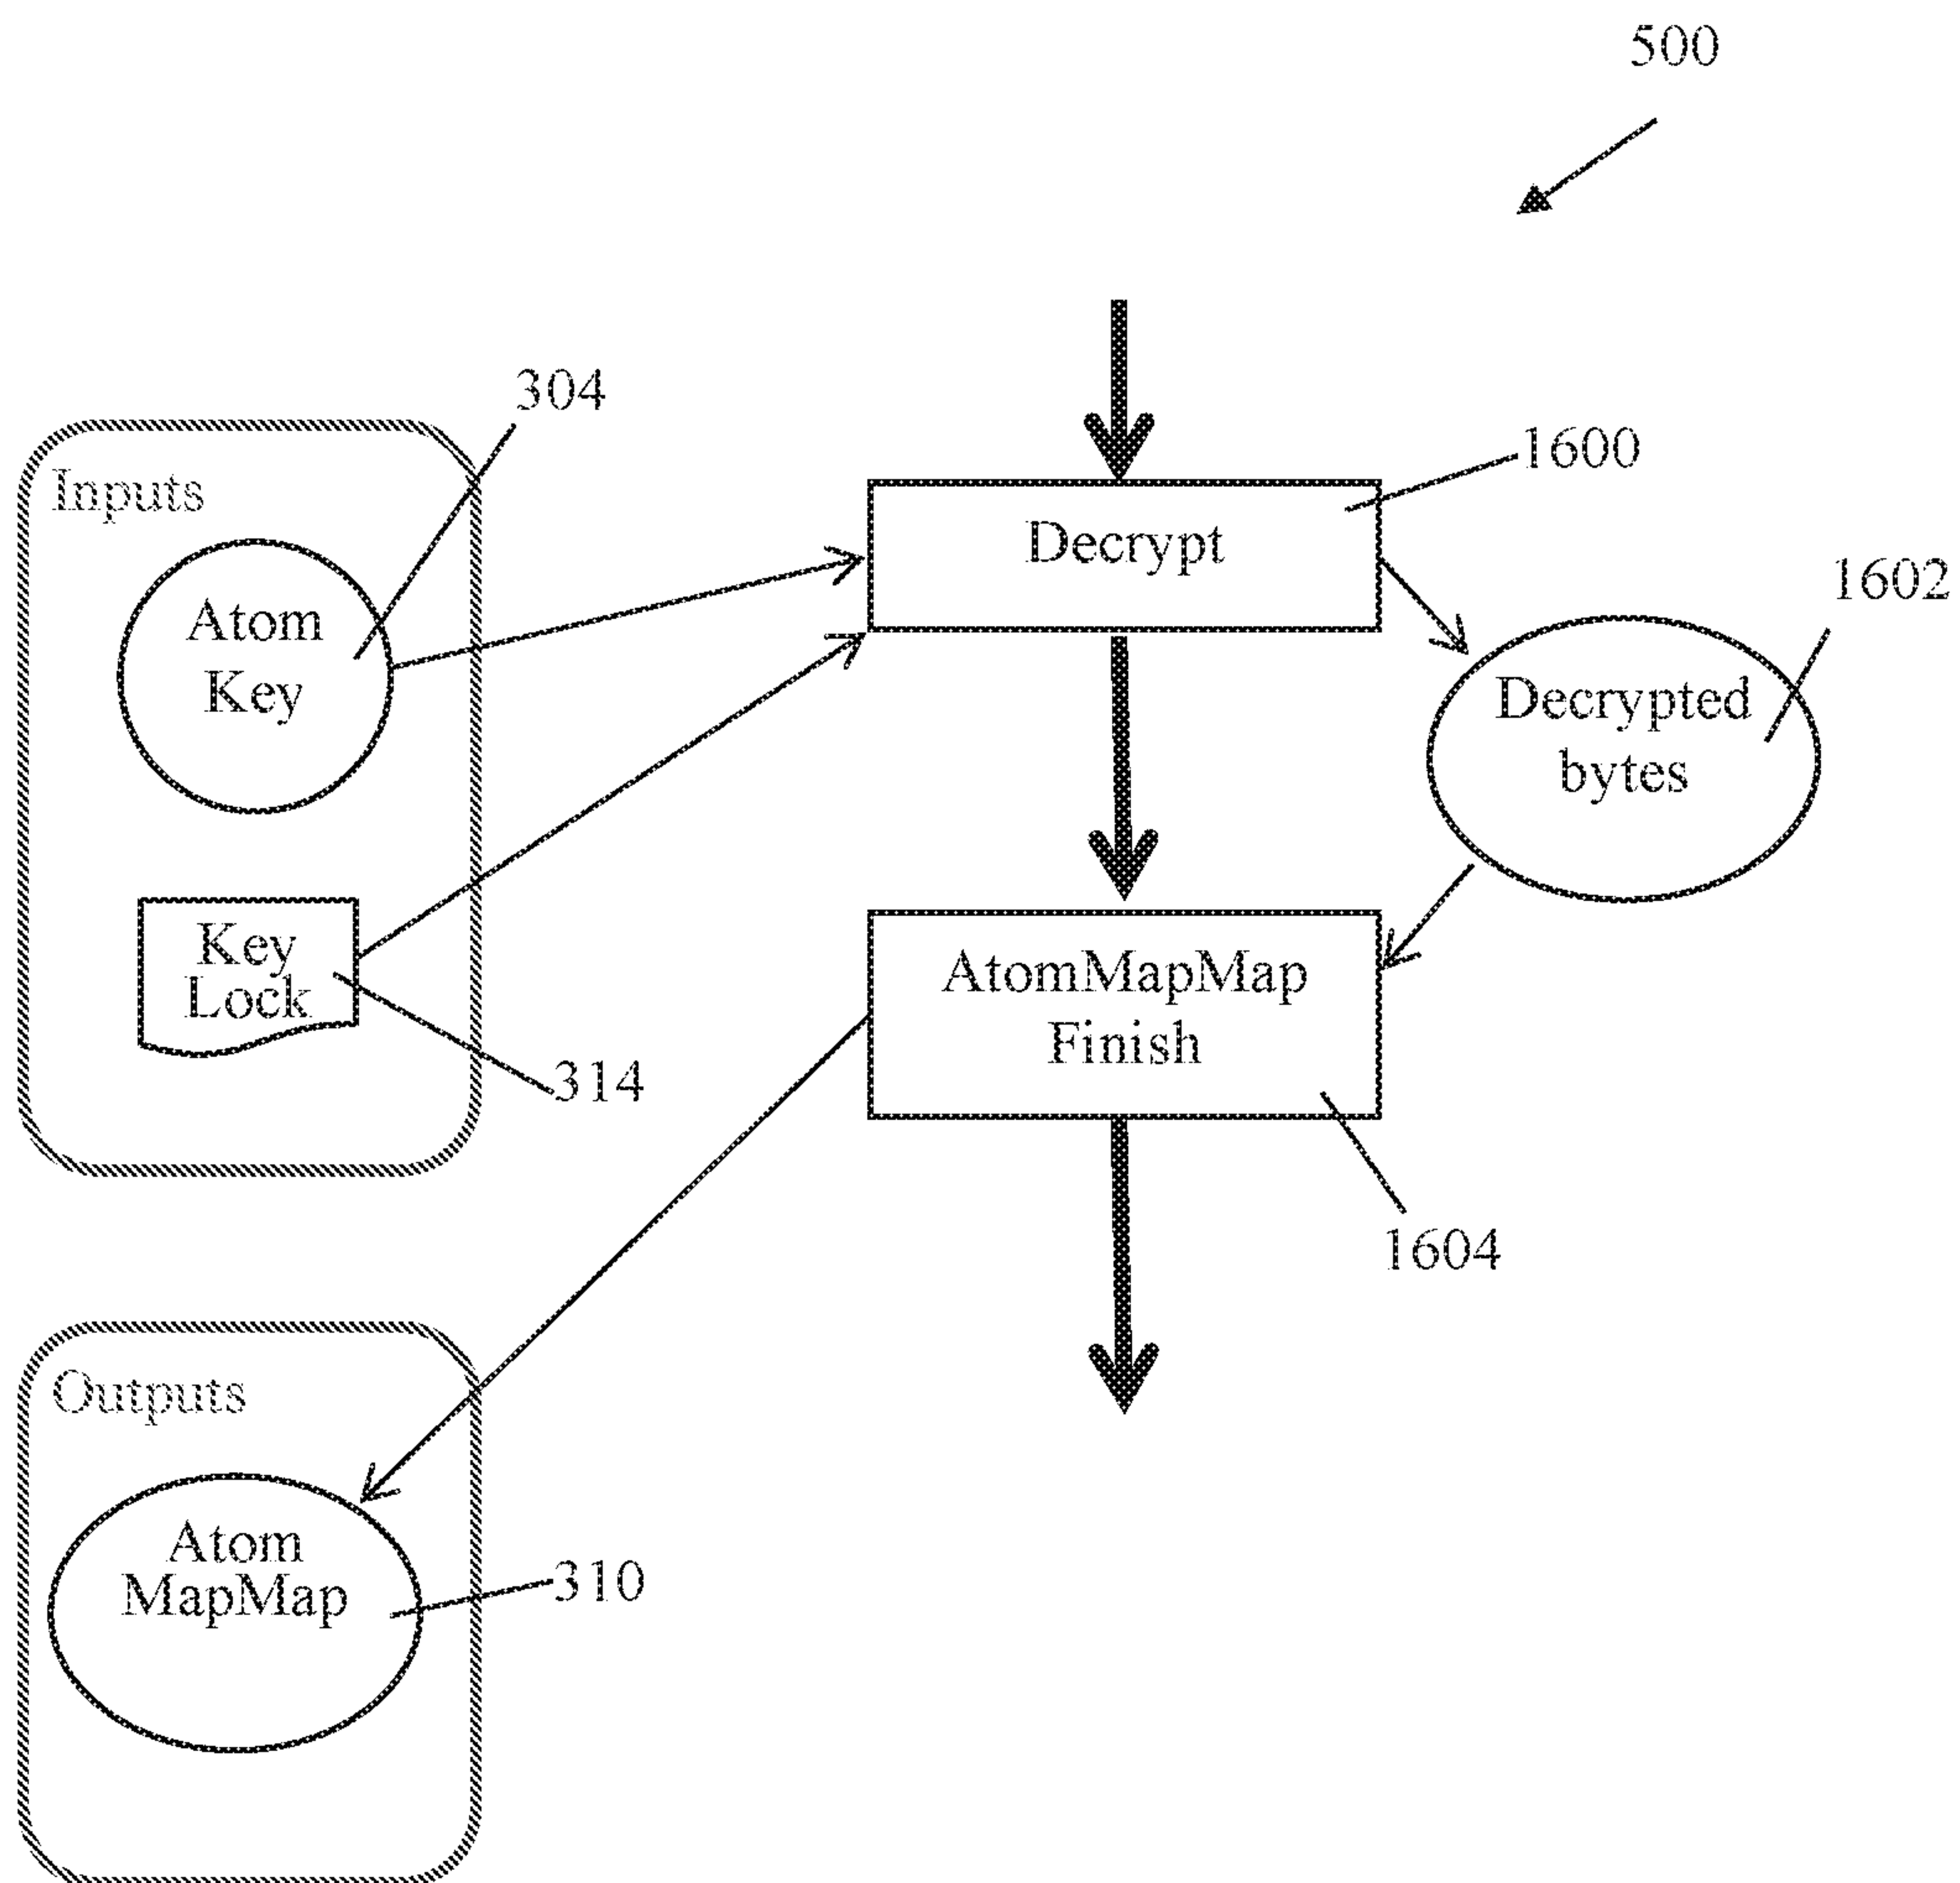 500
304
Inputs
1600
Atom
Key
Decrypt
1602
Decrypted
bytes
Key
Lock
AtomMapMap
Finish
314
1604
Outputs
Atom
MapMap
310